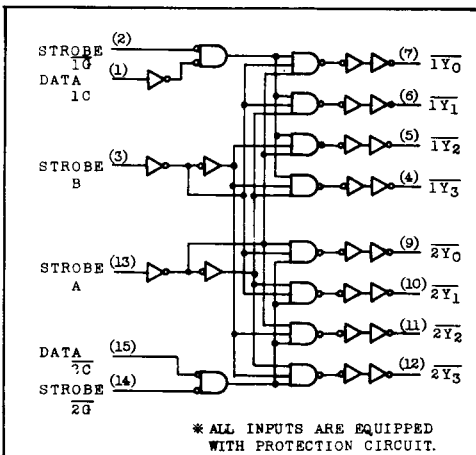 STROBE (2)
1G
DATA (1)
1C
STROBE (3)
B
STROBE (13)
A
DATA (15)
2C
STROBE (14)
2G
(7) 1Y0
(6) 1Y1
(5) 1Y2
(4) 1Y3
(9) 2Y0
(10) 2Y1
(11) 2Y2
(12) 2Y3
* ALL INPUTS ARE EQUIPPED
WITH PROTECTION CIRCUIT.